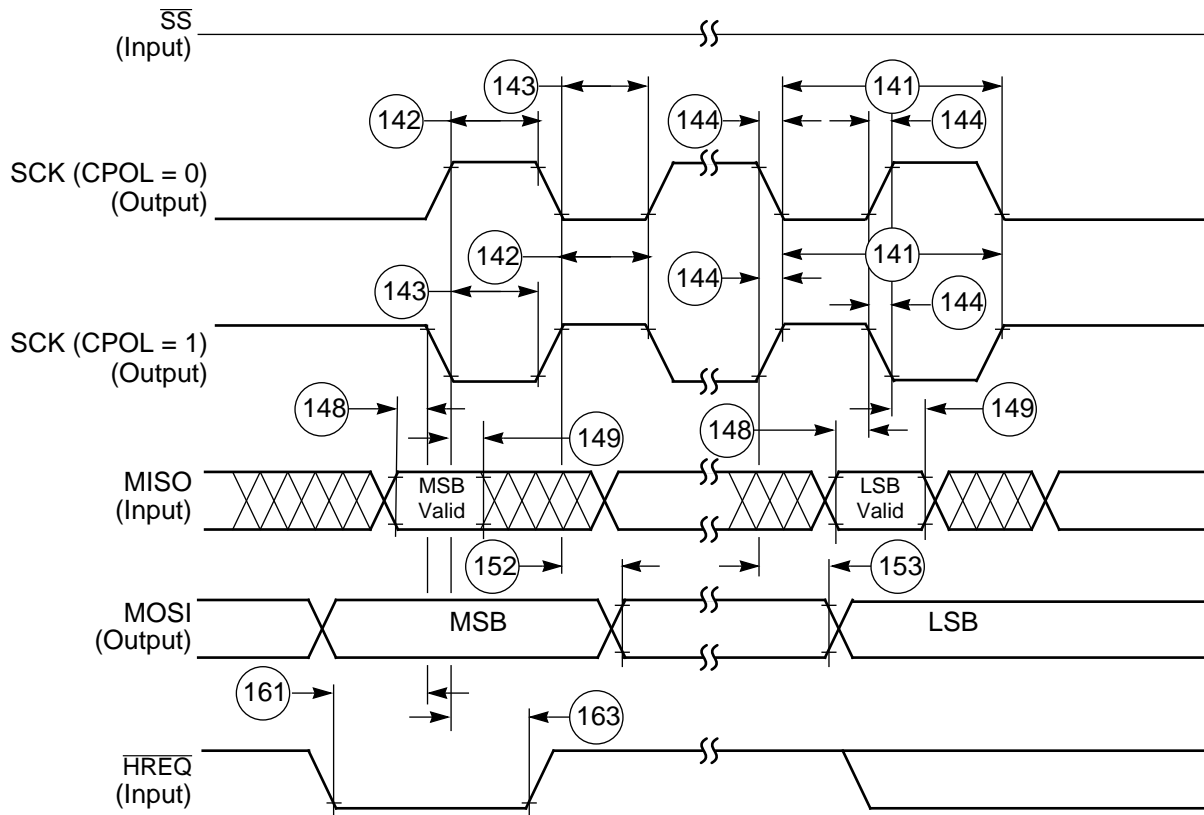 SS
(Input)
143
141
142
144
144
SCK (CPOL = 0)
(Output)
142
141
143
144
144
SCK (CPOL = 1)
(Output)
148
149
148
149
MISO
(Input)
MSB
Valid
LSB
Valid
152
153
MOSI
(Output)
MSB
LSB
161
163
HREQ
(Input)